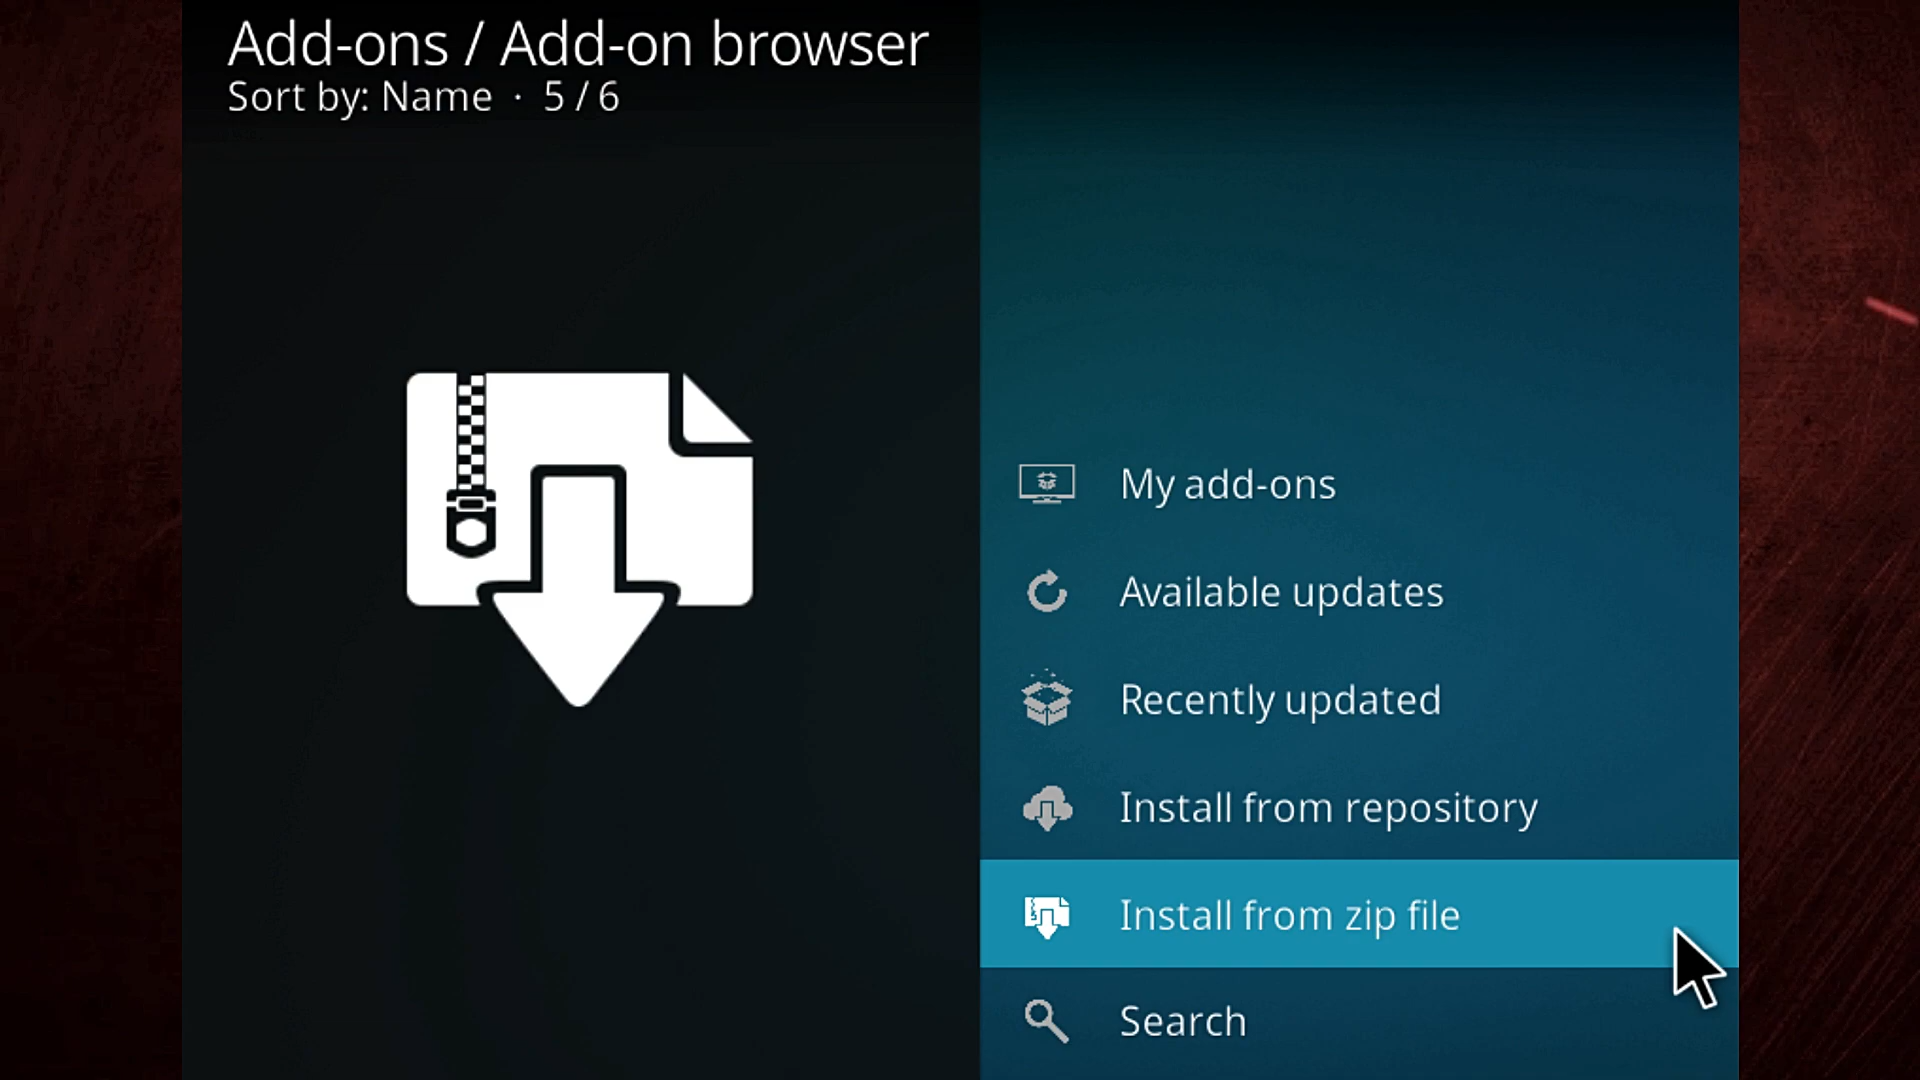 Add-ons / Add-on browser
Sort by: Name · 5 / 6
My add-ons
Available updates
Recently updated
Install from repository
Install from zip file
Search